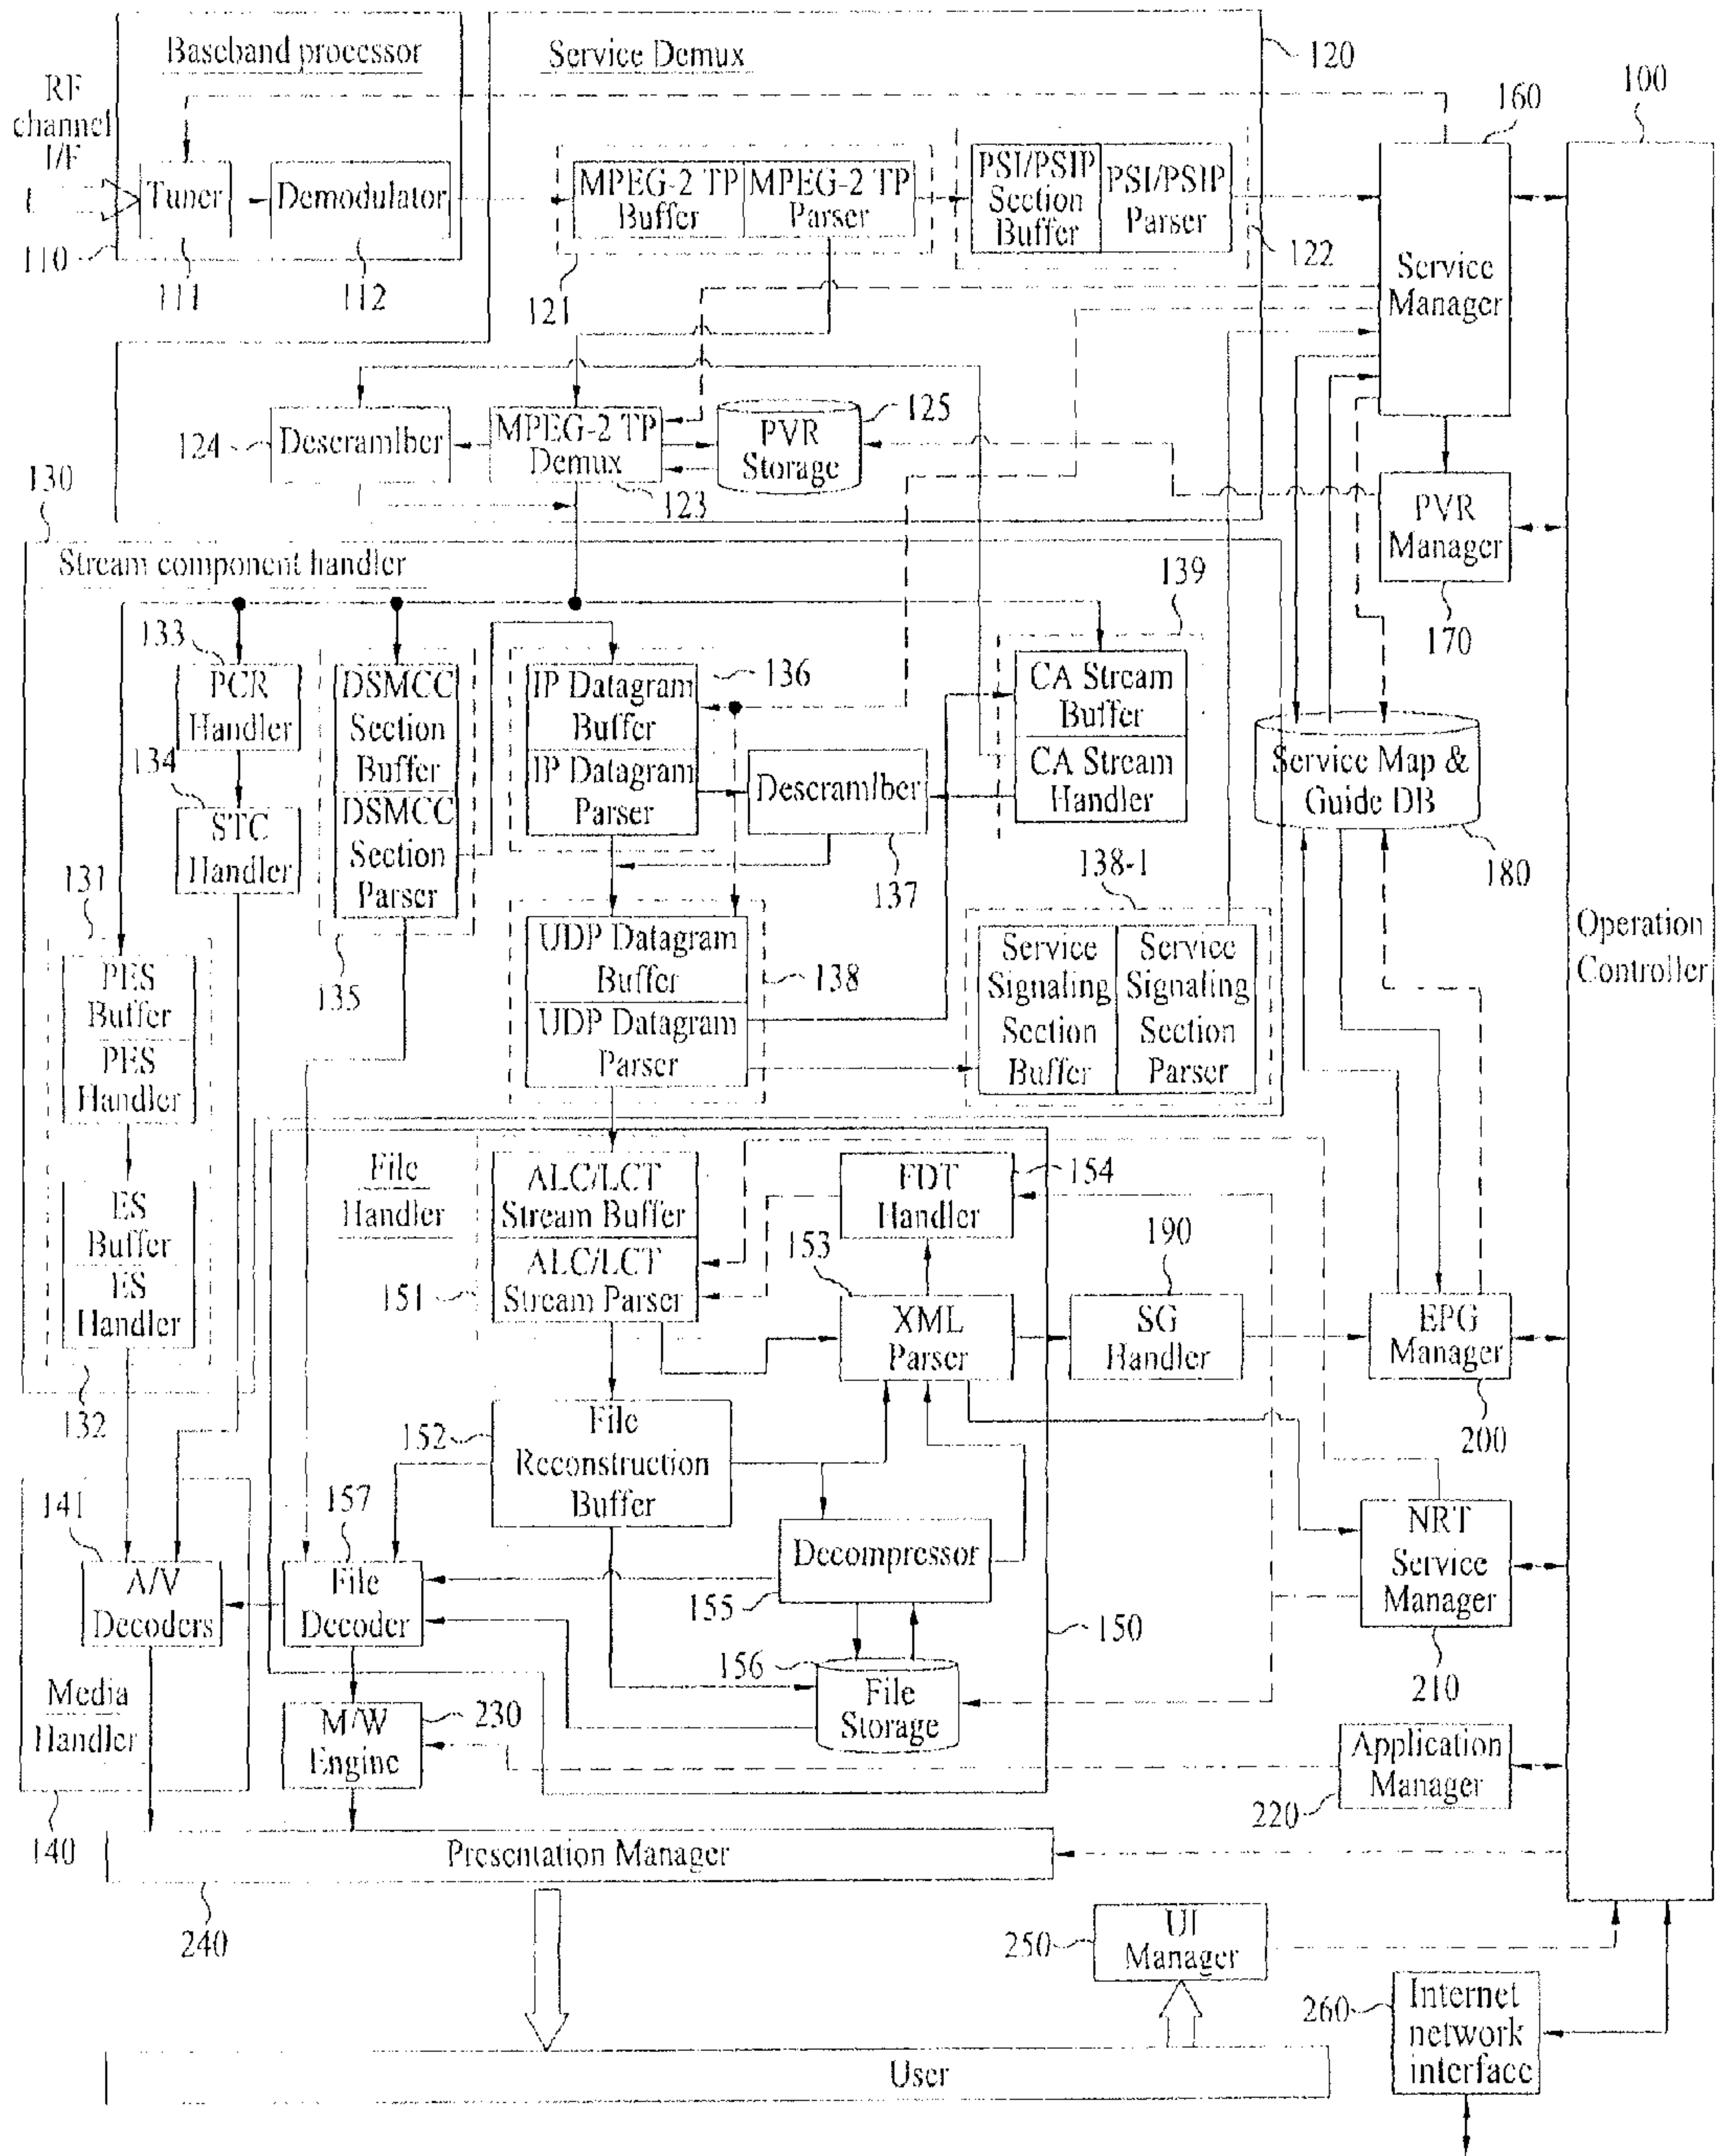 Baseband processor
Service Demux
120
100
160
RF
channel
I/F
Tuner
Demodulator
MPEG-2 TP
Buffer
MPEG-2 TP
Parser
PSI/PSIP
Section
Buffer
PSI/PSIP
Parser
110
111
112
121
122
Service
Manager
124
Descramlber
MPEG-2 TP
Demux
123
PVR
Storage
125
130
PVR
Manager
170
Stream component handler
139
133
PCR
Handler
134
STC
Handler
DSMCC
Section
Buffer
DSMCC
Section
Parser
135
IP Datagram
Buffer
IP Datagram
Parser
136
Descramlber
137
CA Stream
Buffer
CA Stream
Handler
Service Map &
Guide DB
180
138-1
131
PES
Buffer
PES
Handler
UDP Datagram
Buffer
UDP Datagram
Parser
138
Service
Signaling
Section
Buffer
Service
Signaling
Section
Parser
Operation
Controller
ES
Buffer
ES
Handler
132
File
Handler
ALC/LCT
Stream Buffer
ALC/LCT
Stream Parser
151
FDT
Handler
154
153
XML
Parser
190
SG
Handler
EPG
Manager
200
152
File
Reconstruction
Buffer
141
A/V
Decoders
157
File
Decoder
Decompressor
155
150
NRT
Service
Manager
210
156
File
Storage
Media
Handler
140
M/W
Engine
230
Application
Manager
220
Presentation Manager
240
250
UI
Manager
260
Internet
network
interface
User